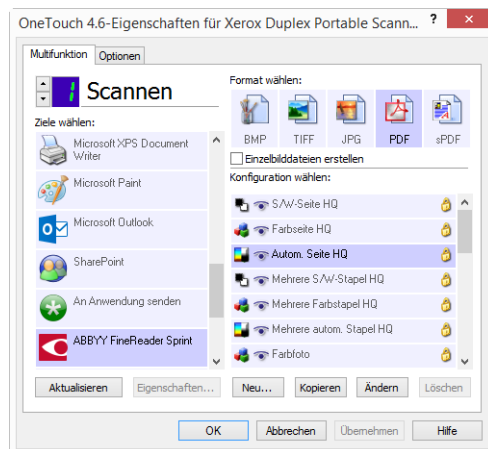 OneTouch 4.6-Eigenschaften für Xerox Duplex Portable Scann... ?
Multifunktion Optionen
1 Scannen
Ziele wählen:
Microsoft XPS Document
Writer
Microsoft Paint
Microsoft Outlook
SharePoint
An Anwendung senden
ABBYY FineReader Sprint
Aktualisieren Eigenschaften...
Format wählen:
BMP TIFF JPG PDF sPDF
Einzelbilddateien erstellen
Konfiguration wählen:
S/W-Seite HQ
Farbseite HQ
Autom. Seite HQ
Mehrere S/W-Stapel HQ
Mehrere Farbstapel HQ
Mehrere autom. Stapel HQ
Farbfoto
Neu... Kopieren Ändern Löschen
OK Abbrechen Übernehmen Hilfe